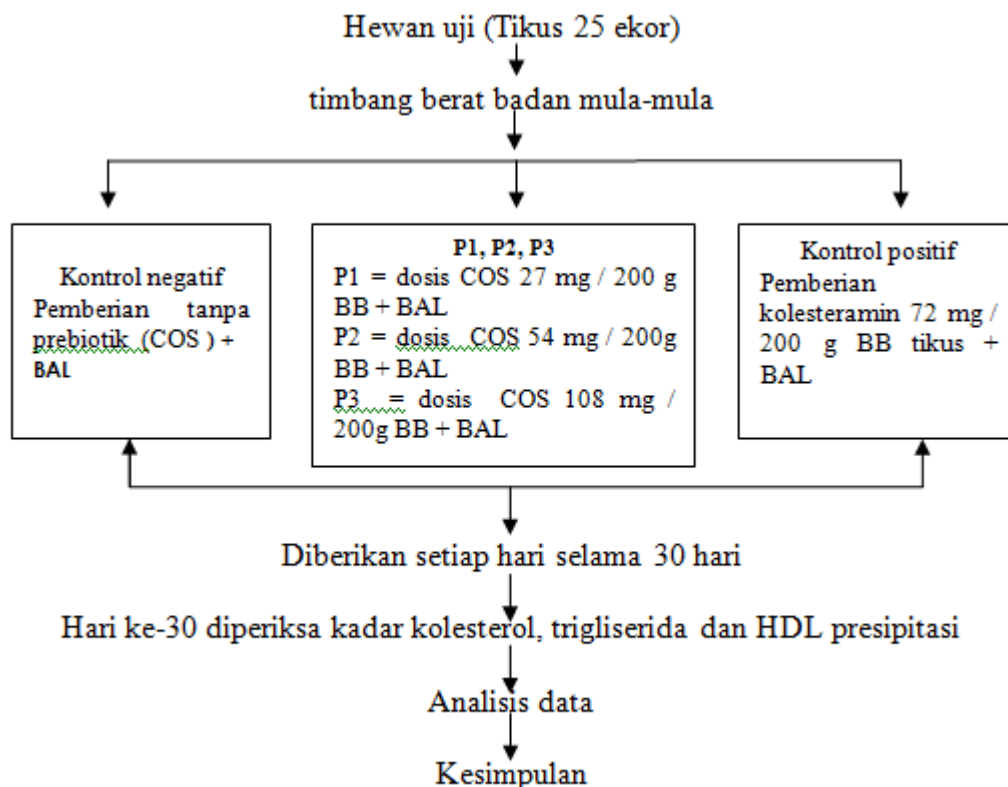 Hewan uji (Tikus 25 ekor)
timbang berat badan mula-mula
Kontrol negatif
Pemberian tanpa
prebiotik (COS ) +
BAL
P1, P2, P3
P1 = dosis COS 27 mg / 200 g
BB + BAL
P2 = dosis COS 54 mg / 200g
BB + BAL
P3 = dosis COS 108 mg /
200g BB + BAL
Kontrol positif
Pemberian
kolesteramin 72 mg /
200 g BB tikus +
BAL
Diberikan setiap hari selama 30 hari
Hari ke-30 diperiksa kadar kolesterol, trigliserida dan HDL presipitasi
Analisis data
Kesimpulan